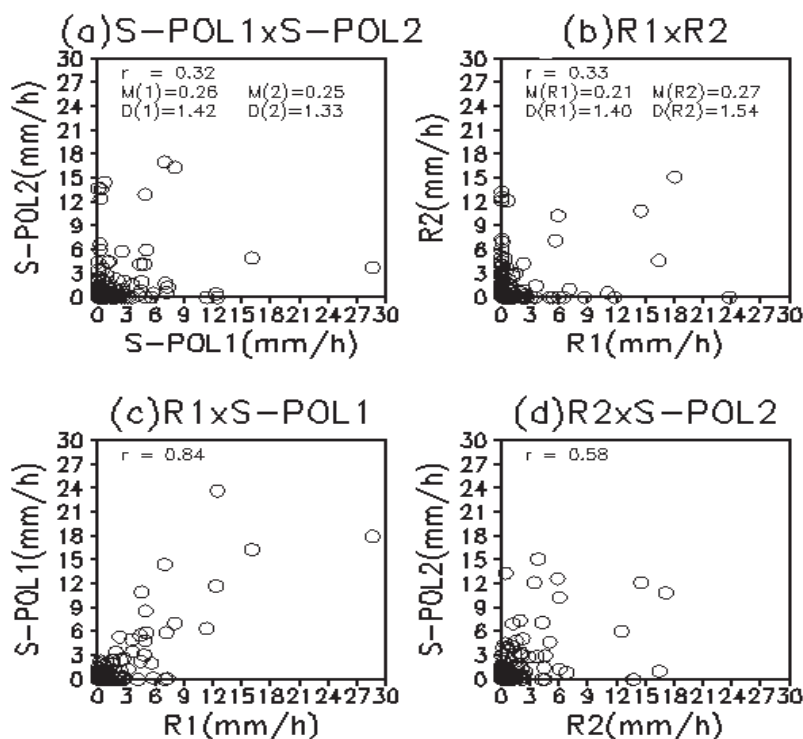 (a)S-POL1xS-POL2
r = 0.32
M(1)=0.26 M(2)=0.25
D(1)=1.42 D(2)=1.33
30
27
24
21
18
15
12
9
6
3
0
S-POL2(mm/h)
0 3 6 9 12 15 18 21 24 27 30
S-POL1(mm/h)
(b)R1xR2
r = 0.33
M(R1)=0.21 M(R2)=0.27
D(R1)=1.40 D(R2)=1.54
30
27
24
21
18
15
12
9
6
3
0
R2(mm/h)
0 3 6 9 12 15 18 21 24 27 30
R1(mm/h)
(c)R1xS-POL1
r = 0.84
30
27
24
21
18
15
12
9
6
3
0
S-POL1(mm/h)
0 3 6 9 12 15 18 21 24 27 30
R1(mm/h)
(d)R2xS-POL2
r = 0.58
30
27
24
21
18
15
12
9
6
3
0
S-POL2(mm/h)
0 3 6 9 12 15 18 21 24 27 30
R2(mm/h)